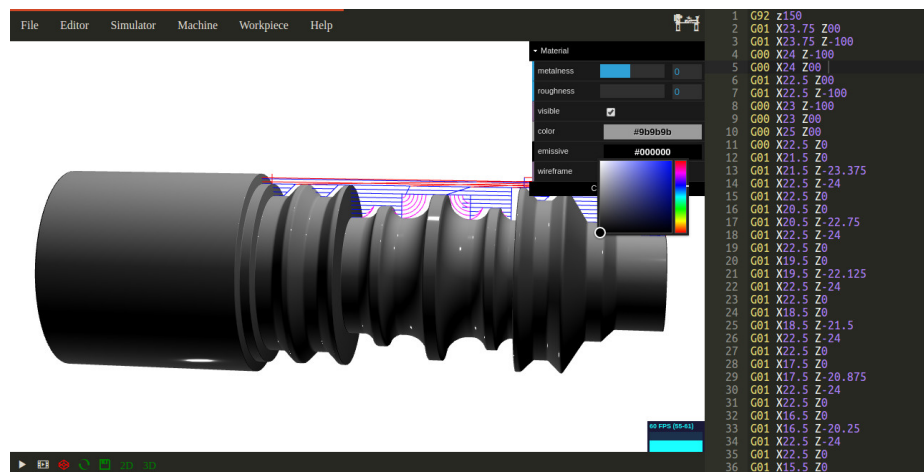 File Editor Simulator Machine Workpiece Help
Material
metalness 0
roughness 0
visible
color #9b9b9b
emissive #000000
wireframe
C
60 FPS (55-61)
2D 3D
1 G92 z150
2 G01 X23.75 Z00
3 G01 X23.75 Z-100
4 G00 X24 Z-100
5 G00 X24 Z00
6 G01 X22.5 Z00
7 G01 X22.5 Z-100
8 G00 X23 Z-100
9 G00 X23 Z00
10 G00 X25 Z00
11 G00 X22.5 Z0
12 G01 X21.5 Z0
13 G01 X21.5 Z-23.375
14 G01 X22.5 Z-24
15 G01 X22.5 Z0
16 G01 X20.5 Z0
17 G01 X20.5 Z-22.75
18 G01 X22.5 Z-24
19 G01 X22.5 Z0
20 G01 X19.5 Z0
21 G01 X19.5 Z-22.125
22 G01 X22.5 Z-24
23 G01 X22.5 Z0
24 G01 X18.5 Z0
25 G01 X18.5 Z-21.5
26 G01 X22.5 Z-24
27 G01 X22.5 Z0
28 G01 X17.5 Z0
29 G01 X17.5 Z-20.875
30 G01 X22.5 Z-24
31 G01 X22.5 Z0
32 G01 X16.5 Z0
33 G01 X16.5 Z-20.25
34 G01 X22.5 Z-24
35 G01 X22.5 Z0
36 G01 X15.5 Z0